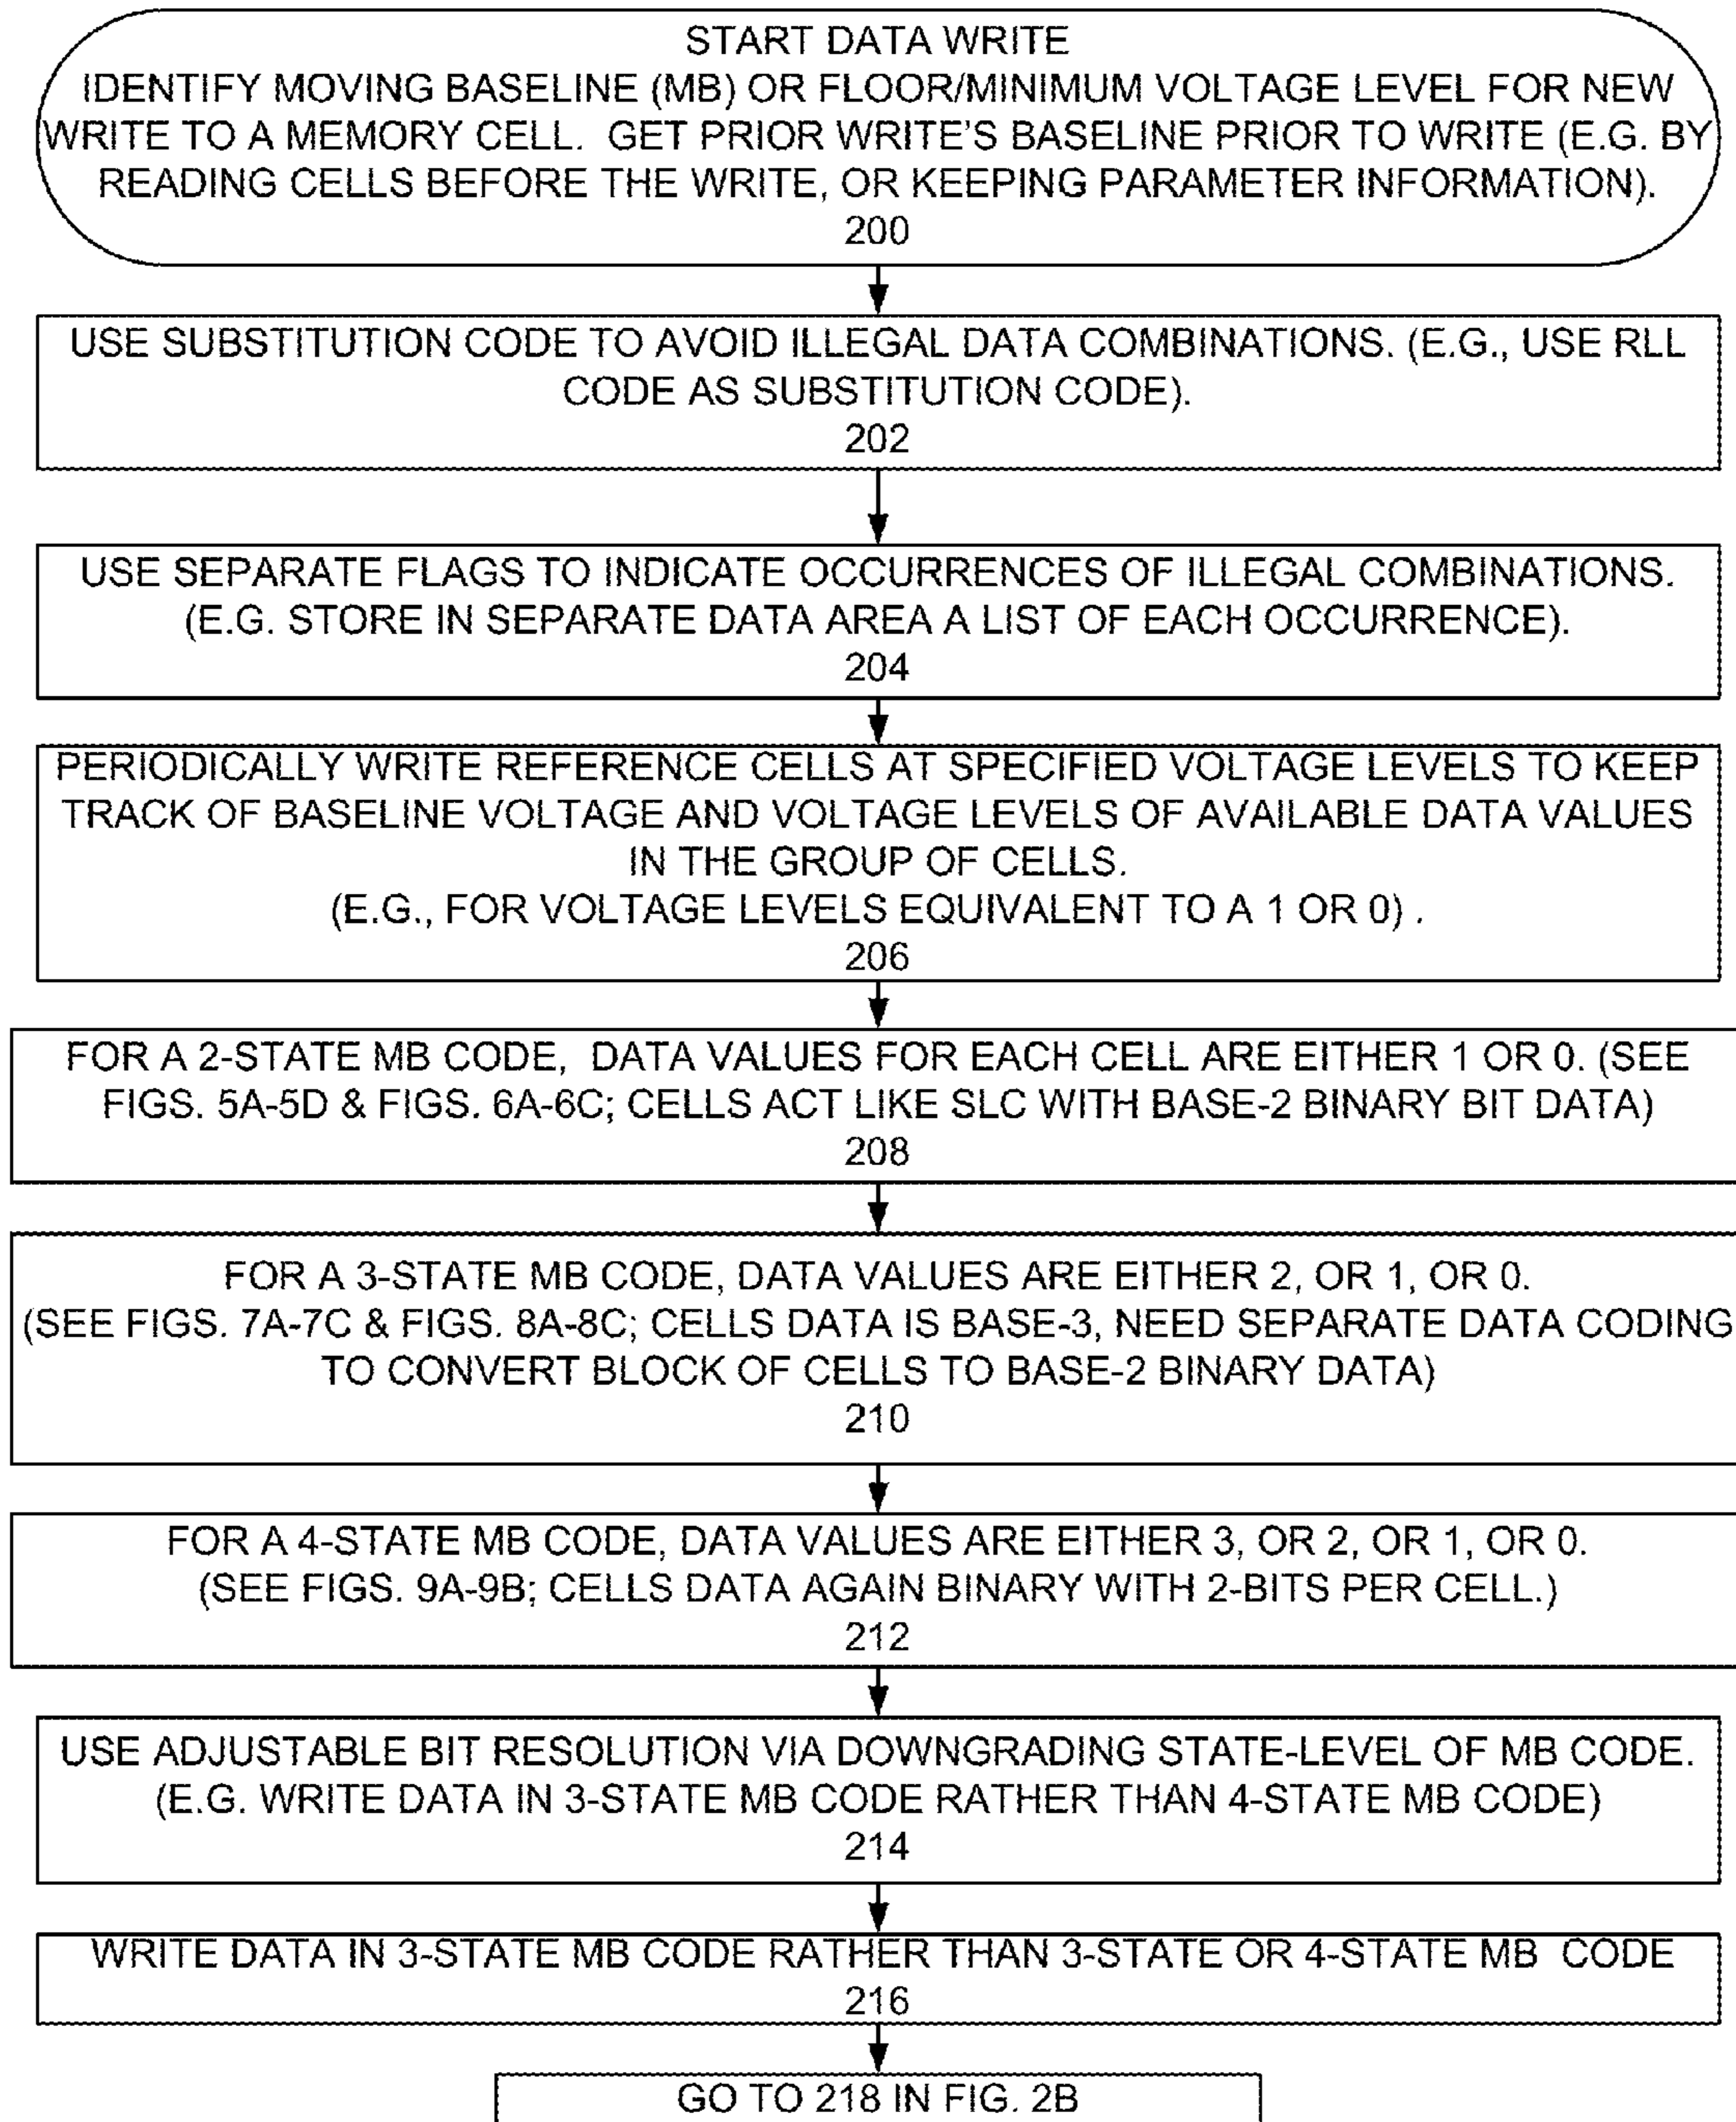 START DATA WRITE
IDENTIFY MOVING BASELINE (MB) OR FLOOR/MINIMUM VOLTAGE LEVEL FOR NEW
WRITE TO A MEMORY CELL. GET PRIOR WRITE'S BASELINE PRIOR TO WRITE (E.G. BY
READING CELLS BEFORE THE WRITE, OR KEEPING PARAMETER INFORMATION).
200
USE SUBSTITUTION CODE TO AVOID ILLEGAL DATA COMBINATIONS. (E.G., USE RLL
CODE AS SUBSTITUTION CODE).
202
USE SEPARATE FLAGS TO INDICATE OCCURRENCES OF ILLEGAL COMBINATIONS.
(E.G. STORE IN SEPARATE DATA AREA A LIST OF EACH OCCURRENCE).
204
PERIODICALLY WRITE REFERENCE CELLS AT SPECIFIED VOLTAGE LEVELS TO KEEP
TRACK OF BASELINE VOLTAGE AND VOLTAGE LEVELS OF AVAILABLE DATA VALUES
IN THE GROUP OF CELLS.
(E.G., FOR VOLTAGE LEVELS EQUIVALENT TO A 1 OR 0) .
206
FOR A 2-STATE MB CODE, DATA VALUES FOR EACH CELL ARE EITHER 1 OR 0. (SEE
FIGS. 5A-5D & FIGS. 6A-6C; CELLS ACT LIKE SLC WITH BASE-2 BINARY BIT DATA)
208
FOR A 3-STATE MB CODE, DATA VALUES ARE EITHER 2, OR 1, OR 0.
(SEE FIGS. 7A-7C & FIGS. 8A-8C; CELLS DATA IS BASE-3, NEED SEPARATE DATA CODING
TO CONVERT BLOCK OF CELLS TO BASE-2 BINARY DATA)
210
FOR A 4-STATE MB CODE, DATA VALUES ARE EITHER 3, OR 2, OR 1, OR 0.
(SEE FIGS. 9A-9B; CELLS DATA AGAIN BINARY WITH 2-BITS PER CELL.)
212
USE ADJUSTABLE BIT RESOLUTION VIA DOWNGRADING STATE-LEVEL OF MB CODE.
(E.G. WRITE DATA IN 3-STATE MB CODE RATHER THAN 4-STATE MB CODE)
214
WRITE DATA IN 3-STATE MB CODE RATHER THAN 3-STATE OR 4-STATE MB CODE
216
GO TO 218 IN FIG. 2B